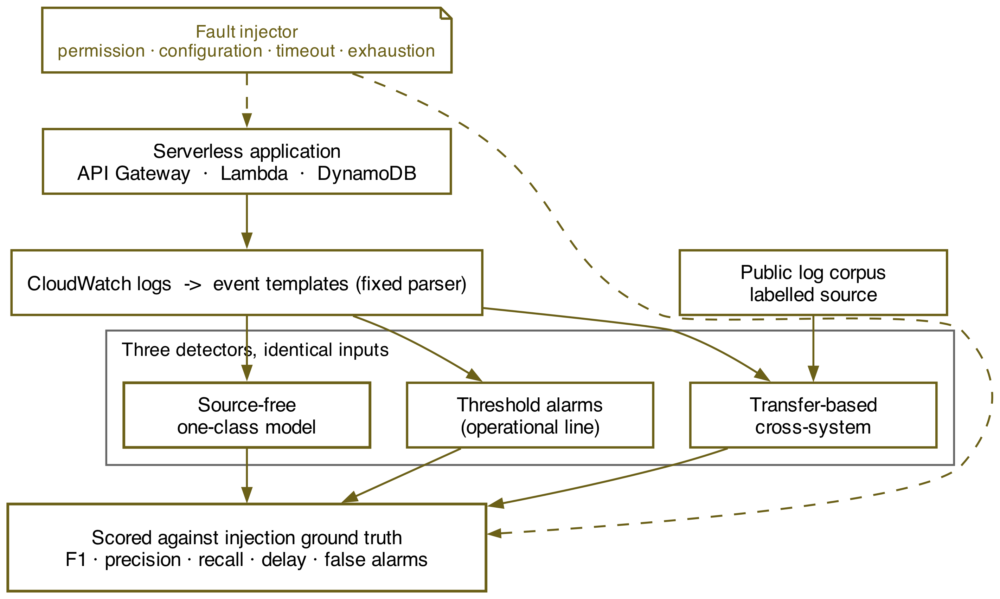 Fault injector
permission · configuration · timeout · exhaustion
Serverless application
API Gateway · Lambda · DynamoDB
CloudWatch logs -> event templates (fixed parser)
Public log corpus
labelled source
Three detectors, identical inputs
Source-free
one-class model
Threshold alarms
(operational line)
Transfer-based
cross-system
Scored against injection ground truth
F1 · precision · recall · delay · false alarms